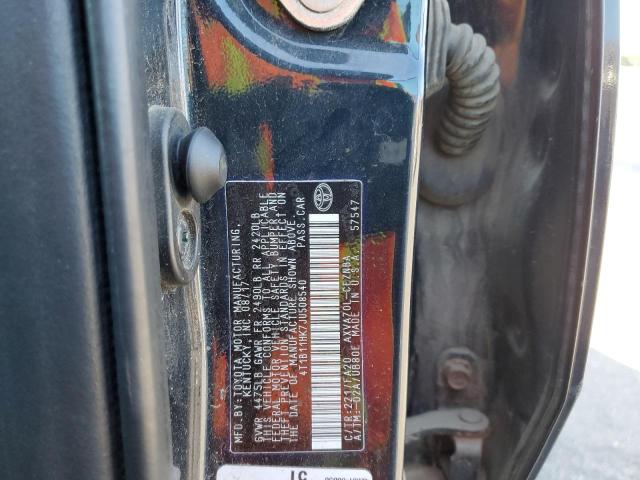 MFD. BY:TOYOTA MOTOR MANUFACTURING,
KENTUCKY, INC. 08/17
GVWR 4475LB GAWR FR 2490LB RR 2420LB
THIS VEHICLE CONFORMS TO ALL APPLICABLE
FEDERAL MOTOR VEHICLE SAFETY, BUMPER, AND
THEFT PREVENTION STANDARDS IN EFFECT ON
THE DATE OF MANUFACTURE SHOWN ABOVE.
4T1B11HK7JU508540 PASS.CAR
C/TR:221/FA20 AXVA70L-CEZNBA
A/TM:-02A/UB80E MADE IN U.S.A. 57547